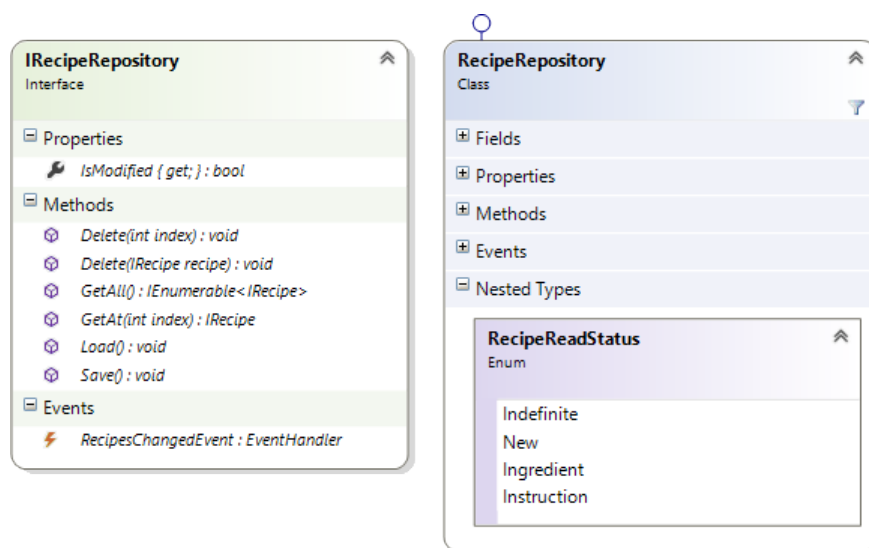 IRecipeRepository
Interface
Properties
IsModified { get; } : bool
Methods
Delete(int index) : void
Delete(IRecipe recipe) : void
GetAll() : IEnumerable<IRecipe>
GetAt(int index) : IRecipe
Load() : void
Save() : void
Events
RecipesChangedEvent : EventHandler
RecipeRepository
Class
Fields
Properties
Methods
Events
Nested Types
RecipeReadStatus
Enum
Indefinite
New
Ingredient
Instruction